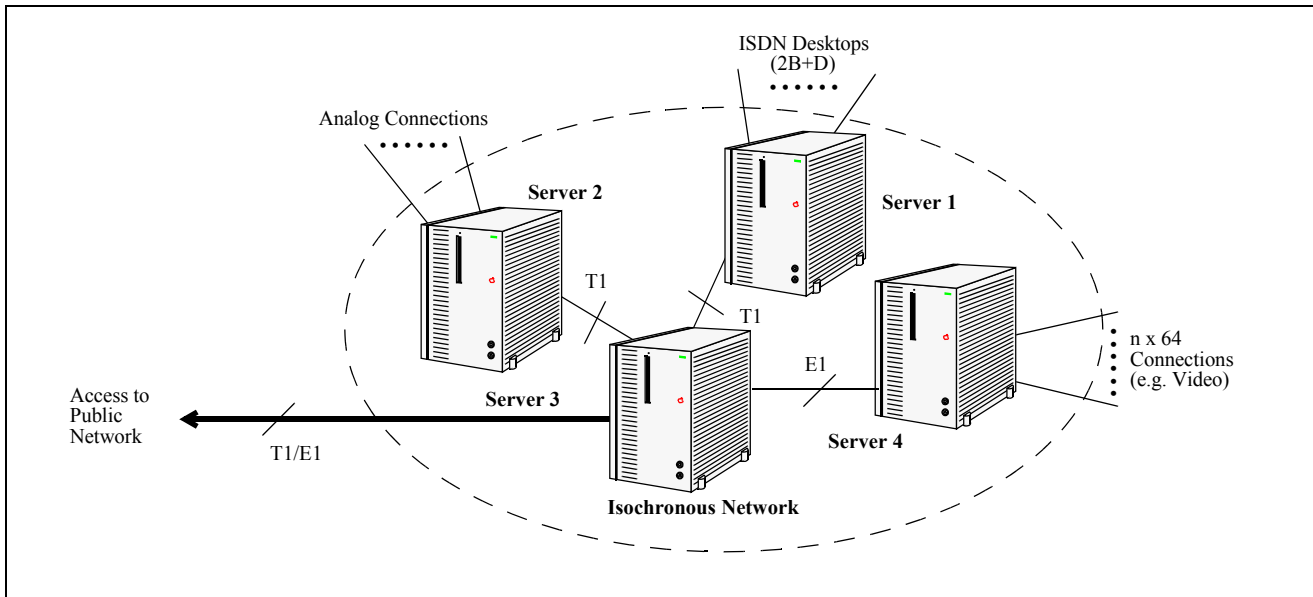 ISDN Desktops
(2B+D)
Analog Connections
Server 2
Server 1
T1
T1
n x 64
Connections
(e.g. Video)
E1
Access to
Public
Network
Server 3
T1/E1
Server 4
Isochronous Network